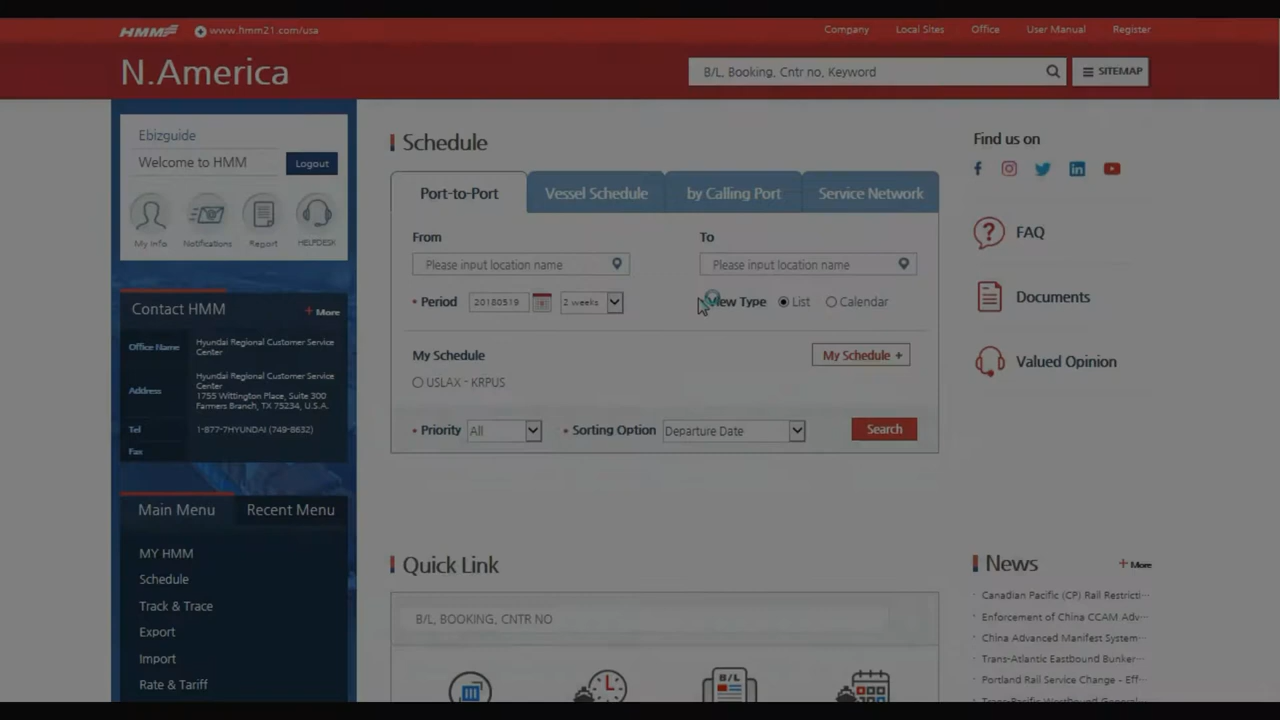 HMM www.hmm21.com/usa
Company Local Sites Office User Manual Register
N.America
B/L, Booking, Cntr no, Keyword
SITEMAP
Ebizguide
Welcome to HMM
Logout
My Info Notifications Report HELPDESK
Contact HMM
+ More
Office Name Hyundai Regional Customer Service
Center
Address Hyundai Regional Customer Service
Center
1755 Wittington Place, Suite 300
Farmers Branch, TX 75234, U.S.A.
Tel 1-877-7HYUNDAI (749-8632)
Fax
Main Menu Recent Menu
MY HMM
Schedule
Track & Trace
Export
Import
Rate & Tariff
Schedule
Port-to-Port Vessel Schedule by Calling Port Service Network
From To
Please input location name Please input location name
* Period 20180519 2 weeks View Type List Calendar
My Schedule My Schedule +
USLAX - KRPUS
* Priority All * Sorting Option Departure Date Search
Quick Link
B/L, BOOKING, CNTR NO
B/L
Find us on
FAQ
Documents
Valued Opinion
News + More
· Canadian Pacific (CP) Rail Restricti···
· Enforcement of China CCAM Adv···
· China Advanced Manifest System···
· Trans-Atlantic Eastbound Bunker···
· Portland Rail Service Change - Eff···
· Trans-Pacific Westbound General···